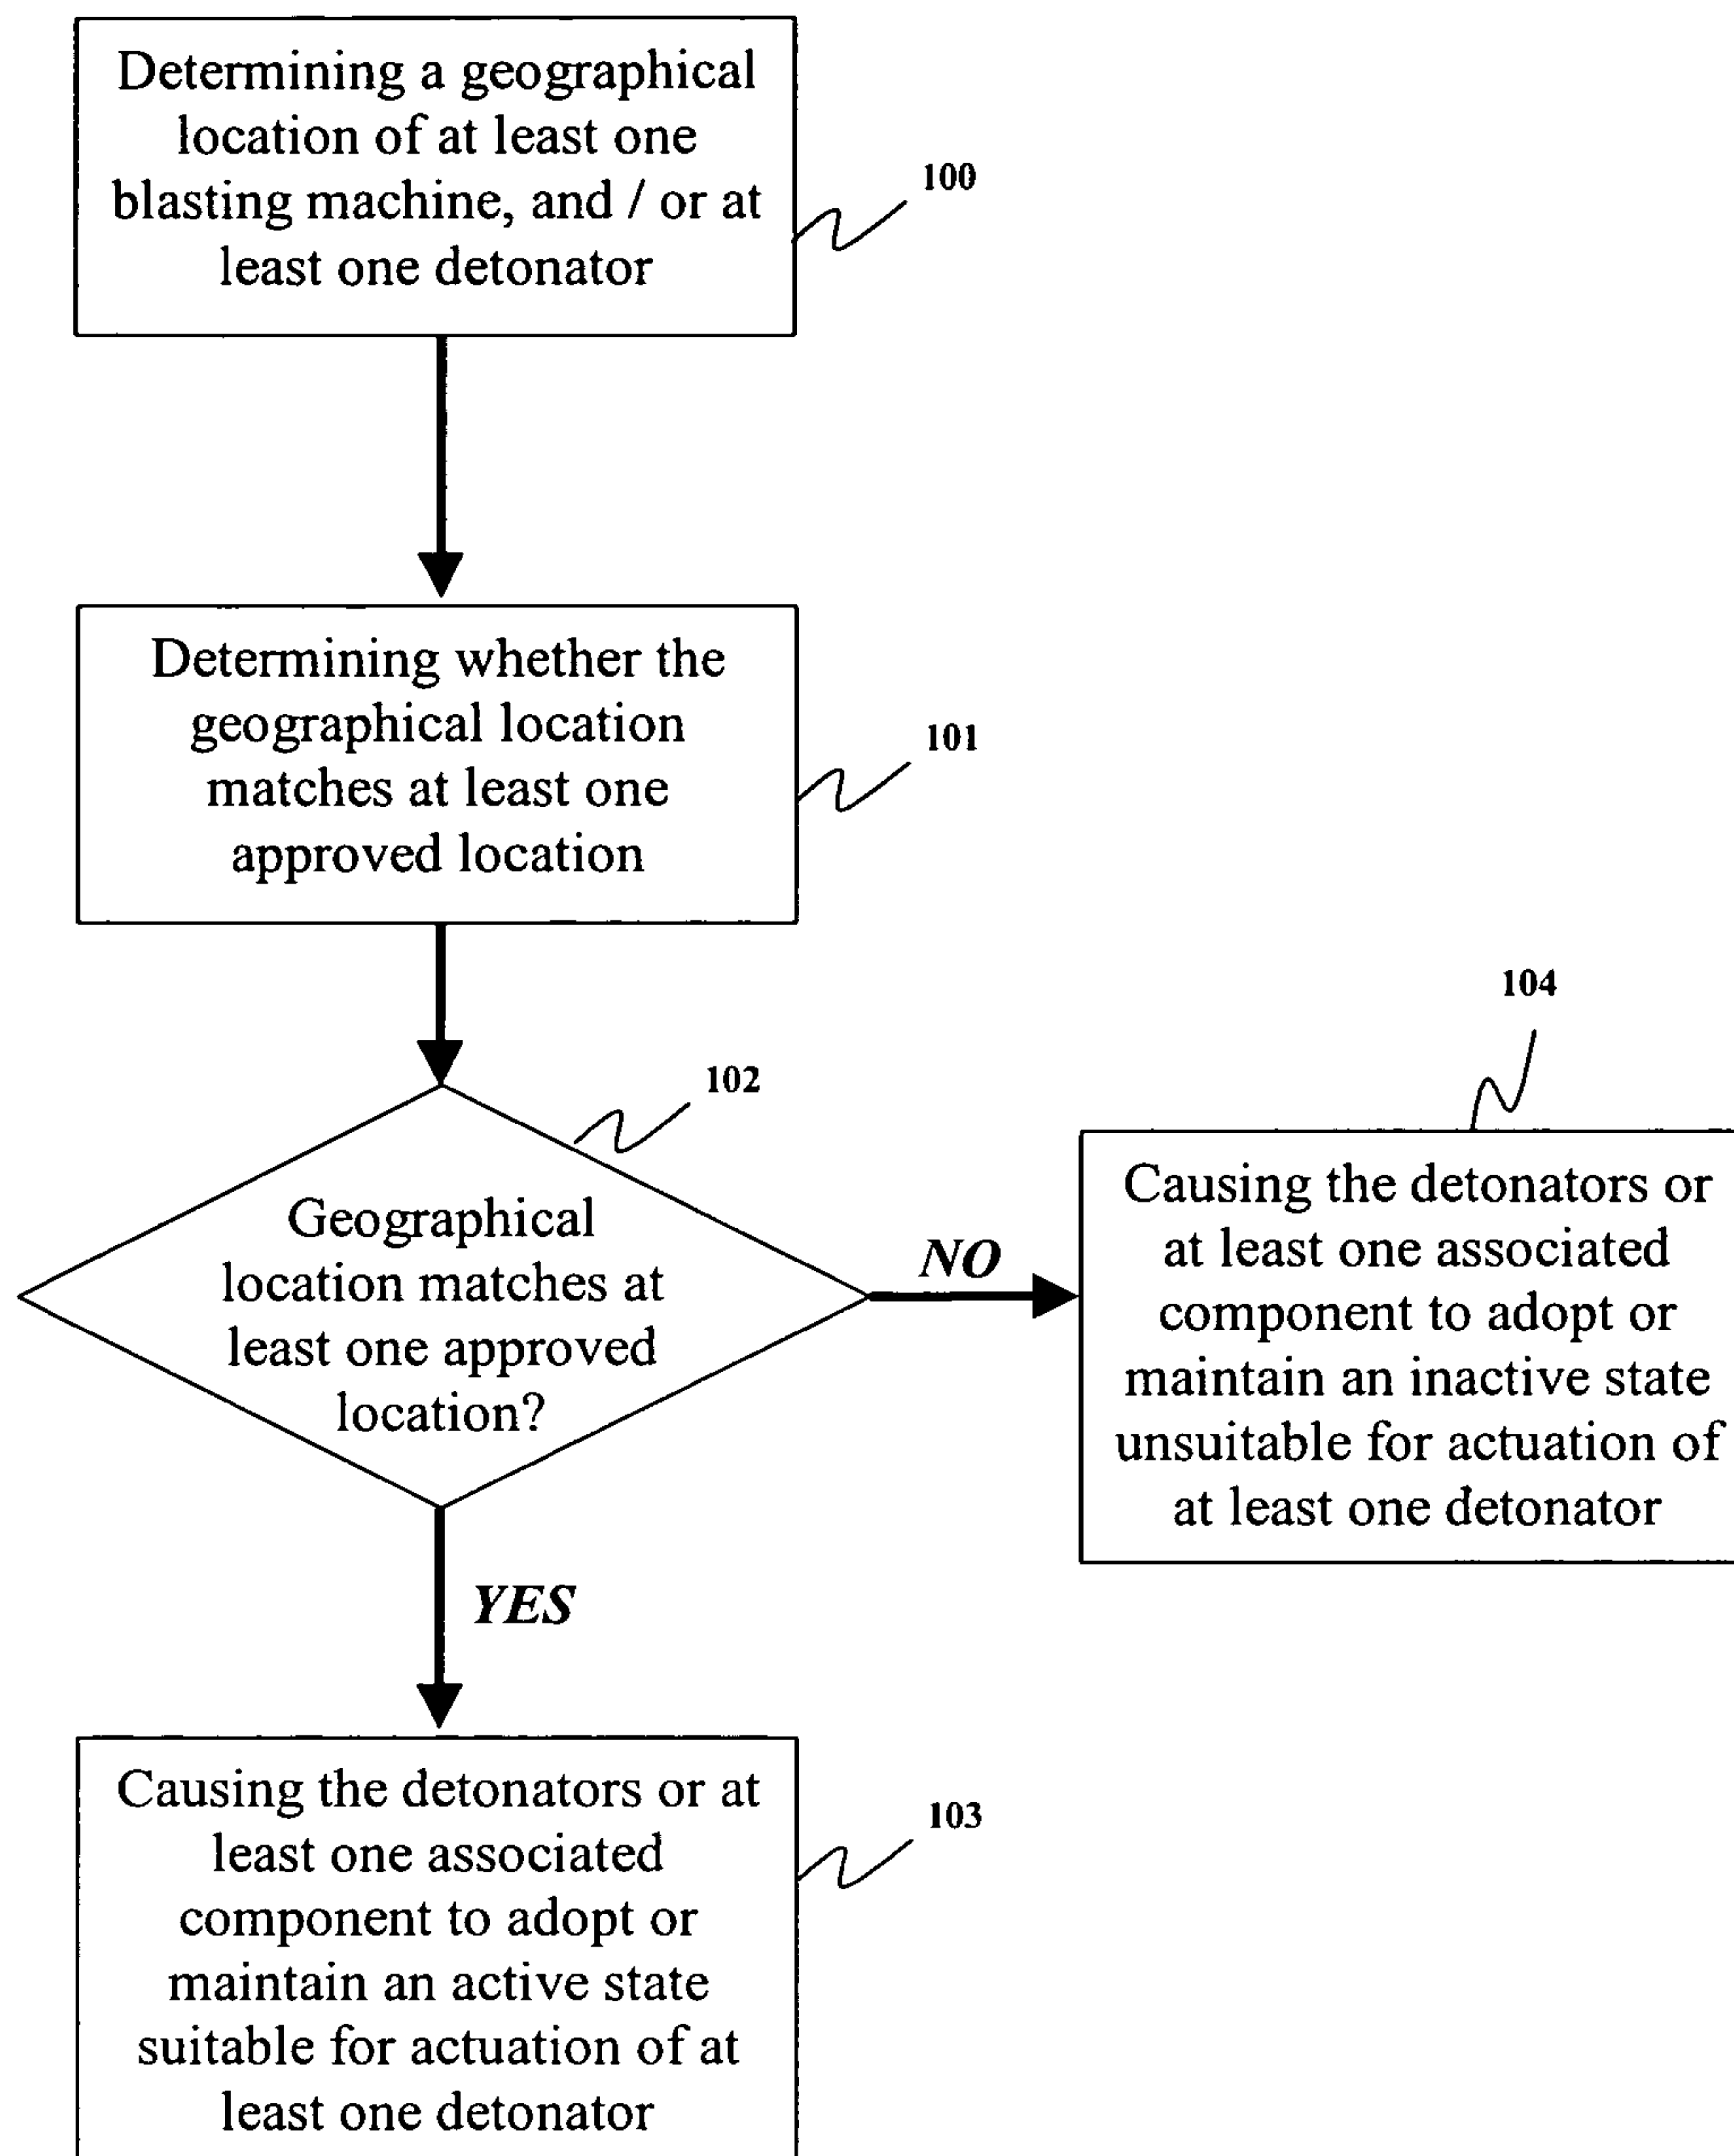 Determining a geographical
location of at least one
blasting machine, and / or at
least one detonator
100
Determining whether the
geographical location
matches at least one
approved location
101
102
Geographical
location matches at
least one approved
location?
NO
104
Causing the detonators or
at least one associated
component to adopt or
maintain an inactive state
unsuitable for actuation of
at least one detonator
YES
Causing the detonators or at
least one associated
component to adopt or
maintain an active state
suitable for actuation of at
least one detonator
103